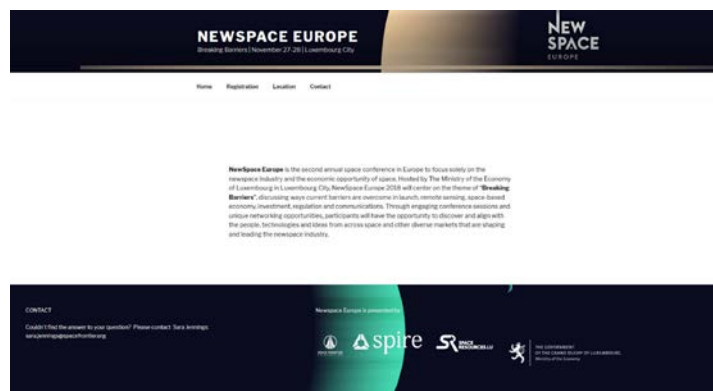 NEWSPACE EUROPE
Breaking Barriers | November 27-28 | Luxembourg City
NEW
SPACE
EUROPE
Home Registration Location Contact
NewSpace Europe is the second annual space conference in Europe to focus solely on the
newspace industry and the economic opportunity of space. Hosted by The Ministry of the Economy
of Luxembourg in Luxembourg City, NewSpace Europe 2018 will center on the theme of "Breaking
Barriers", discussing ways current barriers are overcome in launch, remote sensing, space-based
economy, investment, regulation and communications. Through engaging conference sessions and
unique networking opportunities, participants will have the opportunity to discover and align with
the people, technologies and ideas from across space and other diverse markets that are shaping
and leading the newspace industry.
CONTACT
Couldn't find the answer to your question? Please contact Sara Jennings:
sara.jennings@spacefrontier.org
Newspace Europe is presented by
spire
SR SPACE
RESOURCES.LU
THE GOVERNMENT
OF THE GRAND DUCHY OF LUXEMBOURG
Ministry of the Economy